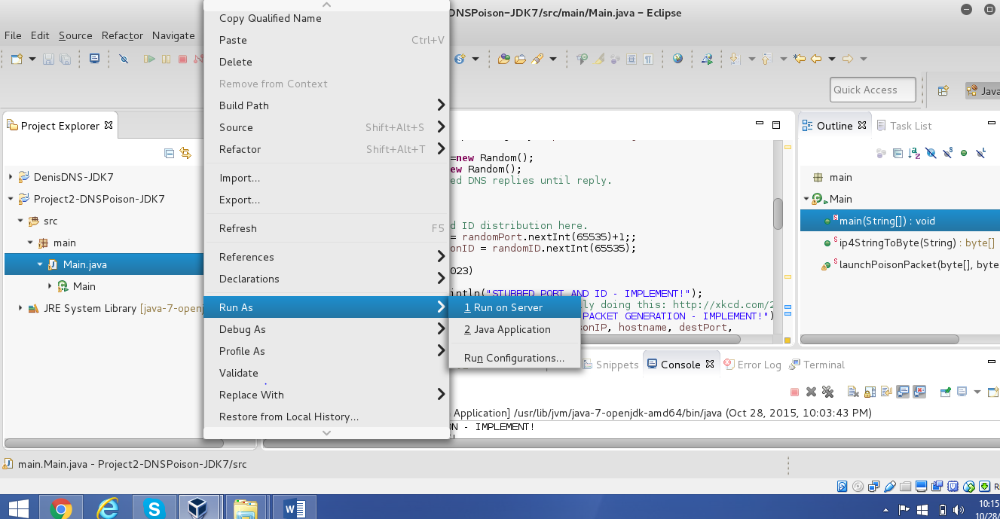 DNSPoison-JDK7/src/main/Main.java – Eclipse
File Edit Source Refactor Navigate
Quick Access
Java
Project Explorer
DenisDNS-JDK7
Project2-DNSPoison-JDK7
src
main
Main.java
Main
JRE System Library [java-7-openj
Copy Qualified Name
Paste Ctrl+V
Delete
Remove from Context
Build Path
Source Shift+Alt+S
Refactor Shift+Alt+T
Import...
Export...
Refresh F5
References
Declarations
Run As
Debug As
Profile As
Validate
Replace With
Restore from Local History...
1 Run on Server
2 Java Application
Run Configurations...
=new Random();
new Random();
ed DNS replies until reply.
d ID distribution here.
= randomPort.nextInt(65535)+1;;
onID = randomID.nextInt(65535);
023)
intln("STUBBED PORT AND ID - IMPLEMENT!");
ly doing this: http://xkcd.com/2
PACKET GENERATION - IMPLEMENT!")
onIP, hostname, destPort,
Outline Task List
main
Main
main(String[]) : void
ip4StringToByte(String) : byte[]
launchPoisonPacket(byte[], byte
Snippets Console Error Log Terminal
Application] /usr/lib/jvm/java-7-openjdk-amd64/bin/java (Oct 28, 2015, 10:03:43 PM)
ON - IMPLEMENT!
main.Main.java - Project2-DNSPoison-JDK7/src
10:15
10/28/